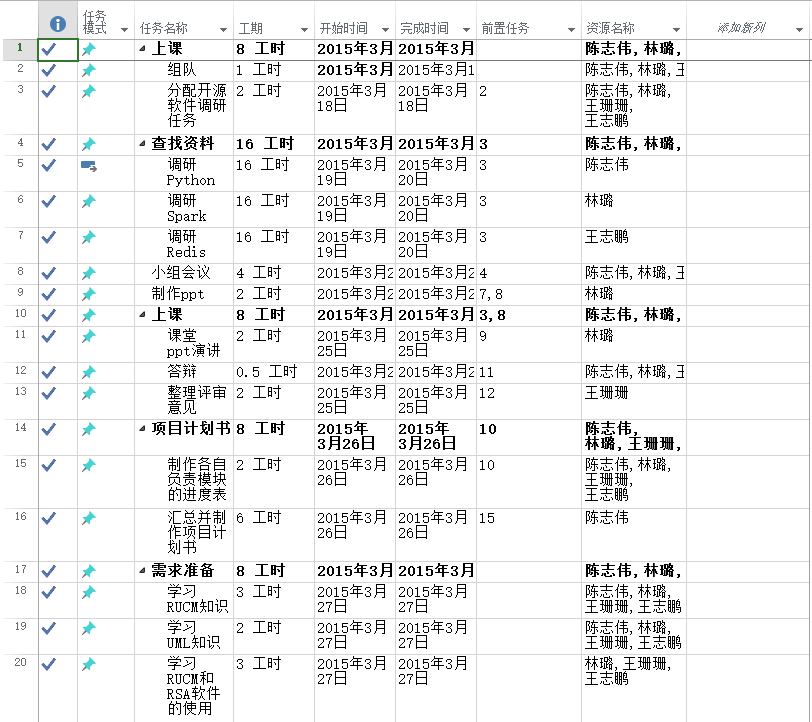 任务
模式 任务名称 工期 开始时间 完成时间 前置任务 资源名称 添加新列
1 上课 8 工时 2015年3月 2015年3月 陈志伟,林璐,
2 组队 1 工时 2015年3月 2015年3月1 陈志伟,林璐,王
3 分配开源 2 工时 2015年3月 2015年3月 2 陈志伟,林璐,
软件调研 18日 18日 王珊珊,
任务 王志鹏
4 查找资料 16 工时 2015年3月 2015年3月 3 陈志伟,林璐,
5 调研 16 工时 2015年3月 2015年3月 3 陈志伟
Python 19日 20日
6 调研 16 工时 2015年3月 2015年3月 3 林璐
Spark 19日 20日
7 调研 16 工时 2015年3月 2015年3月 3 王志鹏
Redis 19日 20日
8 小组会议 4 工时 2015年3月2 2015年3月2 4 陈志伟,林璐,王
9 制作ppt 2 工时 2015年3月2 2015年3月2 7,8 林璐
10 上课 8 工时 2015年3月 2015年3月 3,8 陈志伟,林璐,
11 课堂 2 工时 2015年3月 2015年3月 9 林璐
ppt演讲 25日 25日
12 答辩 0.5 工时 2015年3月2 2015年3月2 11 陈志伟,林璐,王
13 整理评审 2 工时 2015年3月 2015年3月 12 王珊珊
意见 25日 25日
14 项目计划书 8 工时 2015年 2015年 10 陈志伟,
3月26日 3月26日 林璐,王珊珊,
15 制作各自 2 工时 2015年3月 2015年3月 10 陈志伟,林璐,
负责模块 26日 26日 王珊珊,
的进度表 王志鹏
16 汇总并制 6 工时 2015年3月 2015年3月 15 陈志伟
作项目计 26日 26日
划书
17 需求准备 8 工时 2015年3月 2015年3月 陈志伟,林璐,
18 学习 3 工时 2015年3月 2015年3月 陈志伟,林璐,
RUCM知识 27日 27日 王珊珊,王志鹏
19 学习 2 工时 2015年3月 2015年3月 陈志伟,林璐,
UML知识 27日 27日 王珊珊,王志鹏
20 学习 3 工时 2015年3月 2015年3月 林璐,王珊珊,
RUCM和 27日 27日 王志鹏
RSA软件
的使用